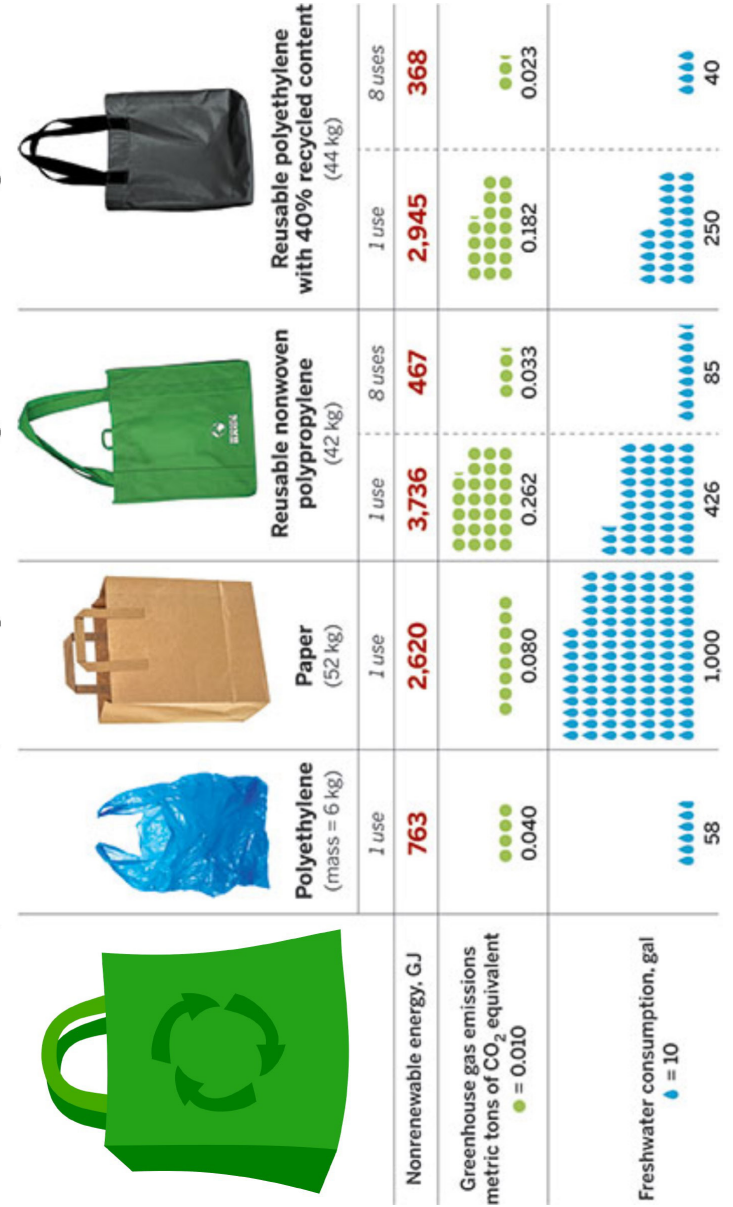 Polyethylene
(mass = 6 kg)
Paper
(52 kg)
Reusable nonwoven
polypropylene
(42 kg)
Reusable polyethylene
with 40% recycled content
(44 kg)
1 use
1 use
1 use
8 uses
1 use
8 uses
Nonrenewable energy, GJ
763
2,620
3,736
467
2,945
368
Greenhouse gas emissions
metric tons of CO2 equivalent
= 0.010
0.040
0.080
0.262
0.033
0.182
0.023
Freshwater consumption, gal
= 10
58
1,000
426
85
250
40